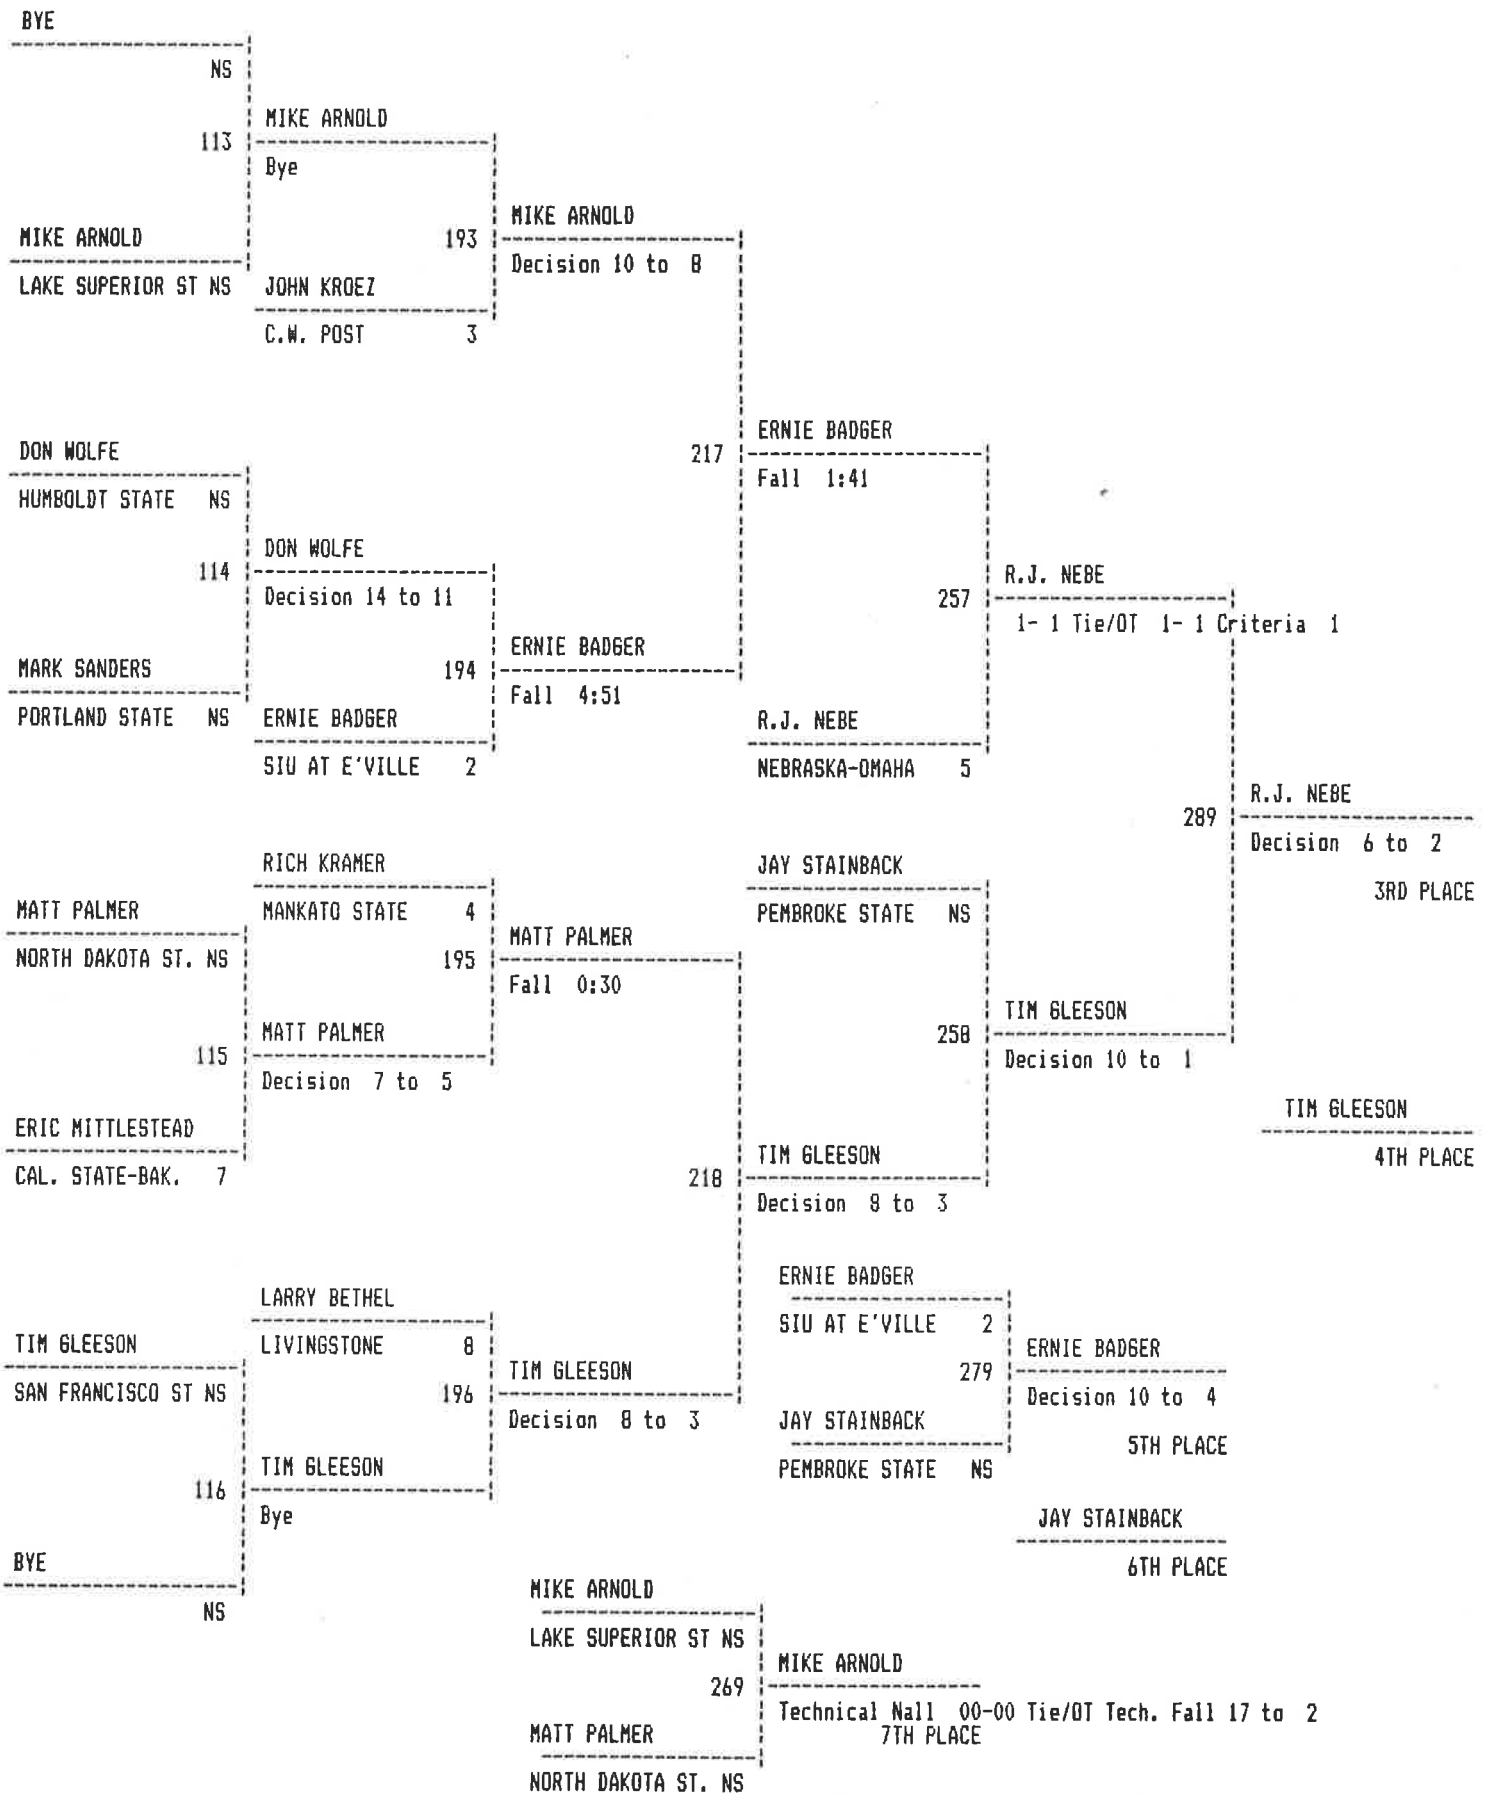 BYE
NS
MIKE ARNOLD
113
Bye
MIKE ARNOLD
MIKE ARNOLD
193
Decision 10 to 8
LAKE SUPERIOR ST NS
JOHN KROEZ
C.W. POST 3
ERNIE BADGER
DON WOLFE
217
Fall 1:41
HUMBOLDT STATE NS
DON WOLFE
114
R.J. NEBE
Decision 14 to 11
257
1- 1 Tie/OT 1- 1 Criteria 1
ERNIE BADGER
MARK SANDERS
194
Fall 4:51
PORTLAND STATE NS
ERNIE BADGER
R.J. NEBE
SIU AT E'VILLE 2
NEBRASKA-OMAHA 5
R.J. NEBE
289
Decision 6 to 2
RICH KRAMER
JAY STAINBACK
3RD PLACE
MATT PALMER
MANKATO STATE 4
PEMBROKE STATE NS
MATT PALMER
NORTH DAKOTA ST. NS
195
Fall 0:30
TIM GLEESON
MATT PALMER
258
115
Decision 10 to 1
Decision 7 to 5
TIM GLEESON
ERIC MITTLESTEAD
4TH PLACE
TIM GLEESON
CAL. STATE-BAK. 7
218
Decision 8 to 3
ERNIE BADGER
LARRY BETHEL
SIU AT E'VILLE 2
TIM GLEESON
LIVINGSTONE 8
ERNIE BADGER
TIM GLEESON
279
SAN FRANCISCO ST NS
196
Decision 10 to 4
Decision 8 to 3
JAY STAINBACK
5TH PLACE
TIM GLEESON
PEMBROKE STATE NS
116
Bye
JAY STAINBACK
BYE
6TH PLACE
MIKE ARNOLD
NS
LAKE SUPERIOR ST NS
MIKE ARNOLD
269
Technical Nall 00-00 Tie/OT Tech. Fall 17 to 2
MATT PALMER
7TH PLACE
NORTH DAKOTA ST. NS